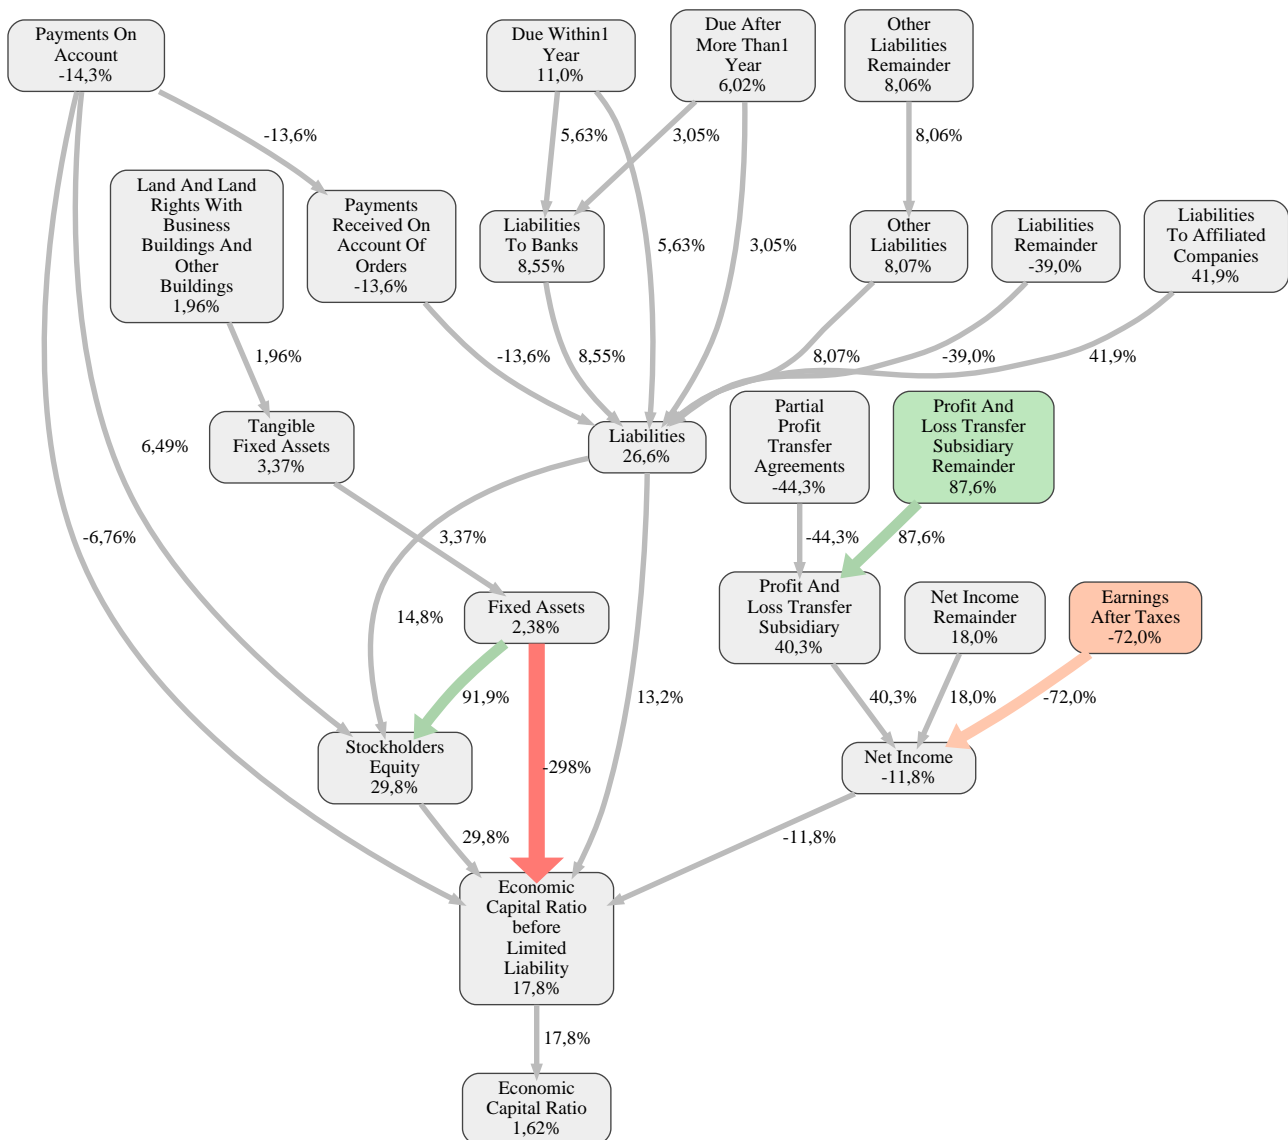 Payments On
Account
-14,3%
Due Within1
Year
11,0%
Due After
More Than1
Year
6,02%
Other
Liabilities
Remainder
8,06%
-13,6%
5,63%
3,05%
8,06%
Land And Land
Rights With
Business
Buildings And
Other
Buildings
1,96%
Payments
Received On
Account Of
Orders
-13,6%
Liabilities
To Banks
8,55%
5,63%
3,05%
Other
Liabilities
8,07%
Liabilities
Remainder
-39,0%
Liabilities
To Affiliated
Companies
41,9%
1,96%
-13,6%
8,55%
8,07%
-39,0%
41,9%
Tangible
Fixed Assets
3,37%
6,49%
Liabilities
26,6%
Partial
Profit
Transfer
Agreements
-44,3%
Profit And
Loss Transfer
Subsidiary
Remainder
87,6%
-6,76%
3,37%
-44,3%
87,6%
14,8%
Fixed Assets
2,38%
Profit And
Loss Transfer
Subsidiary
40,3%
Net Income
Remainder
18,0%
Earnings
After Taxes
-72,0%
91,9%
13,2%
40,3%
18,0%
-72,0%
Stockholders
Equity
29,8%
-298%
Net Income
-11,8%
29,8%
-11,8%
Economic
Capital Ratio
before
Limited
Liability
17,8%
17,8%
Economic
Capital Ratio
1,62%